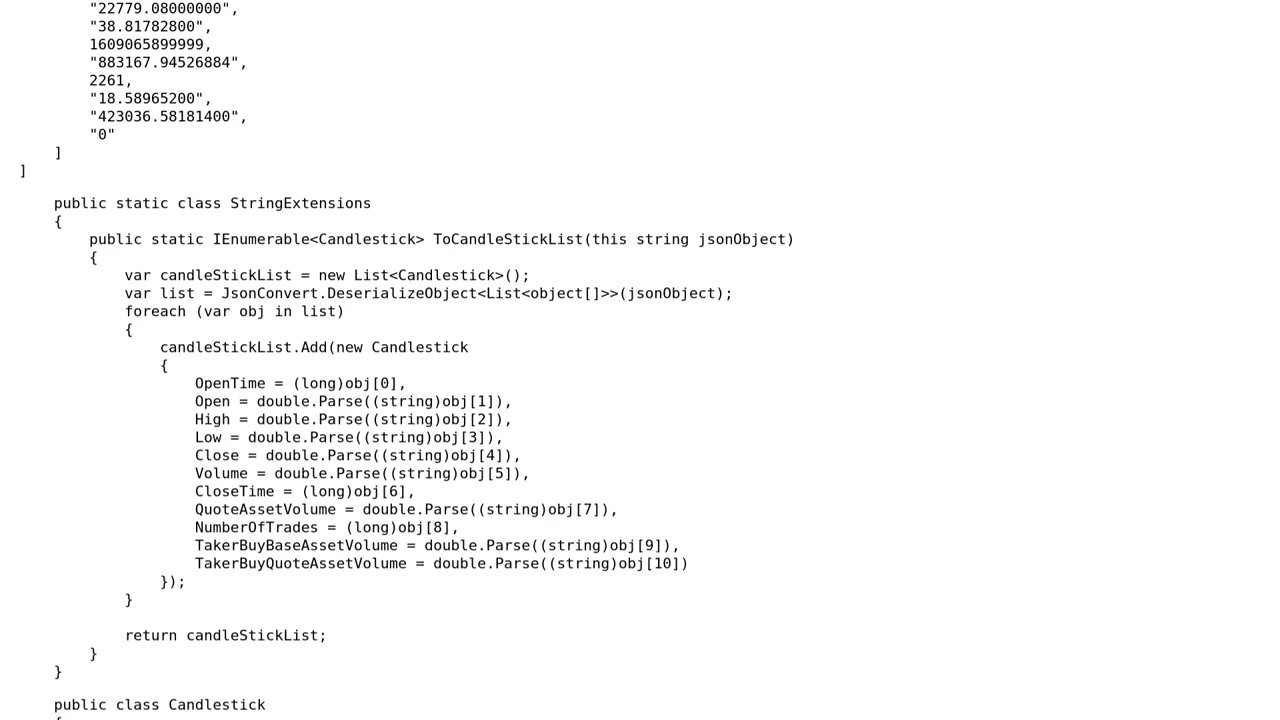 "22779.08000000",
"38.81782800",
1609065899999,
"883167.94526884",
2261,
"18.58965200",
"423036.58181400",
"0"
]
]
public static class StringExtensions
{
public static IEnumerable<Candlestick> ToCandleStickList(this string jsonObject)
{
var candleStickList = new List<Candlestick>();
var list = JsonConvert.DeserializeObject<List<object[]>>(jsonObject);
foreach (var obj in list)
{
candleStickList.Add(new Candlestick
{
OpenTime = (long)obj[0],
Open = double.Parse((string)obj[1]),
High = double.Parse((string)obj[2]),
Low = double.Parse((string)obj[3]),
Close = double.Parse((string)obj[4]),
Volume = double.Parse((string)obj[5]),
CloseTime = (long)obj[6],
QuoteAssetVolume = double.Parse((string)obj[7]),
NumberOfTrades = (long)obj[8],
TakerBuyBaseAssetVolume = double.Parse((string)obj[9]),
TakerBuyQuoteAssetVolume = double.Parse((string)obj[10])
});
}
return candleStickList;
}
}
public class Candlestick
{